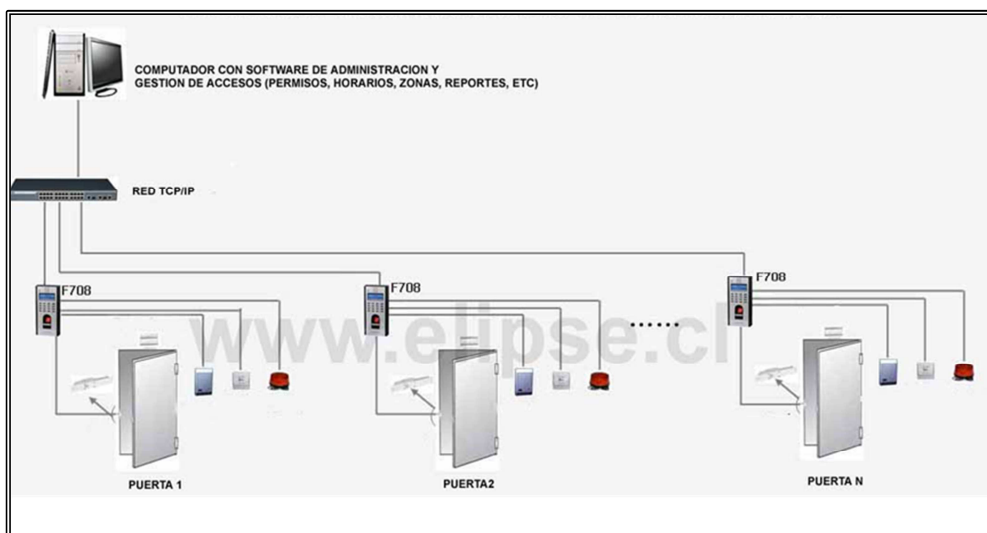 COMPUTADOR CON SOFTWARE DE ADMINISTRACION Y
GESTION DE ACCESOS (PERMISOS, HORARIOS, ZONAS, REPORTES, ETC)
RED TCP/IP
F708
F708
F708
www.elipse.cl
......
PUERTA 1
PUERTA2
PUERTA N